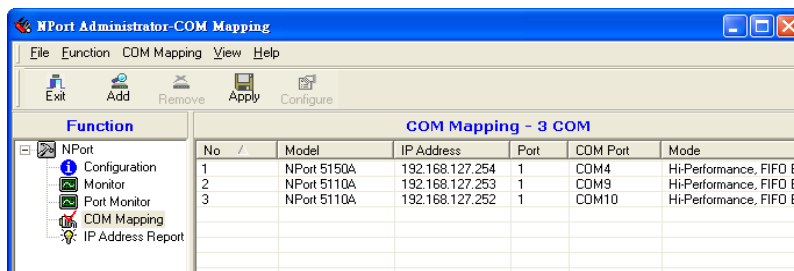 NPort Administrator-COM Mapping
File Function COM Mapping View Help
Exit Add Remove Apply Configure
Function COM Mapping - 3 COM
NPort
Configuration
Monitor
Port Monitor
COM Mapping
IP Address Report
No Model IP Address Port COM Port Mode
1 NPort 5150A 192.168.127.254 1 COM4 Hi-Performance, FIFO E
2 NPort 5110A 192.168.127.253 1 COM9 Hi-Performance, FIFO E
3 NPort 5110A 192.168.127.252 1 COM10 Hi-Performance, FIFO E